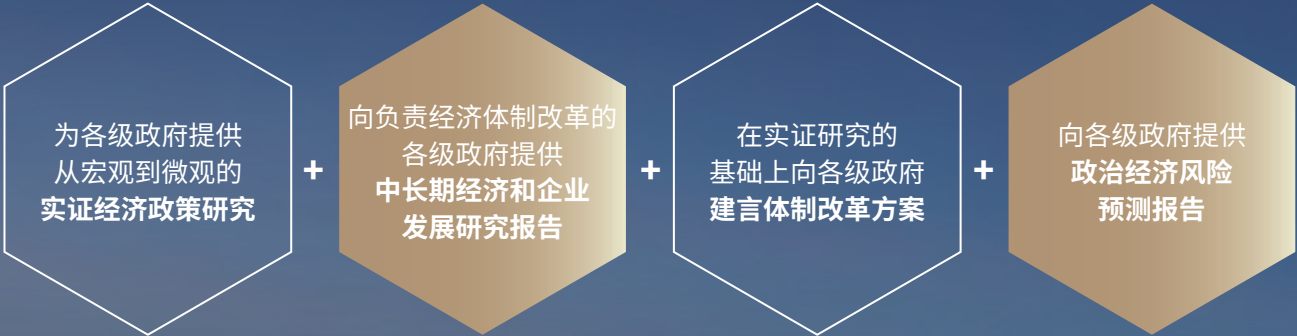 为各级政府提供
从宏观到微观的
实证经济政策研究
+
向负责经济体制改革的
各级政府提供
中长期经济和企业
发展研究报告
+
在实证研究的
基础上向各级政府
建言体制改革方案
+
向各级政府提供
政治经济风险
预测报告